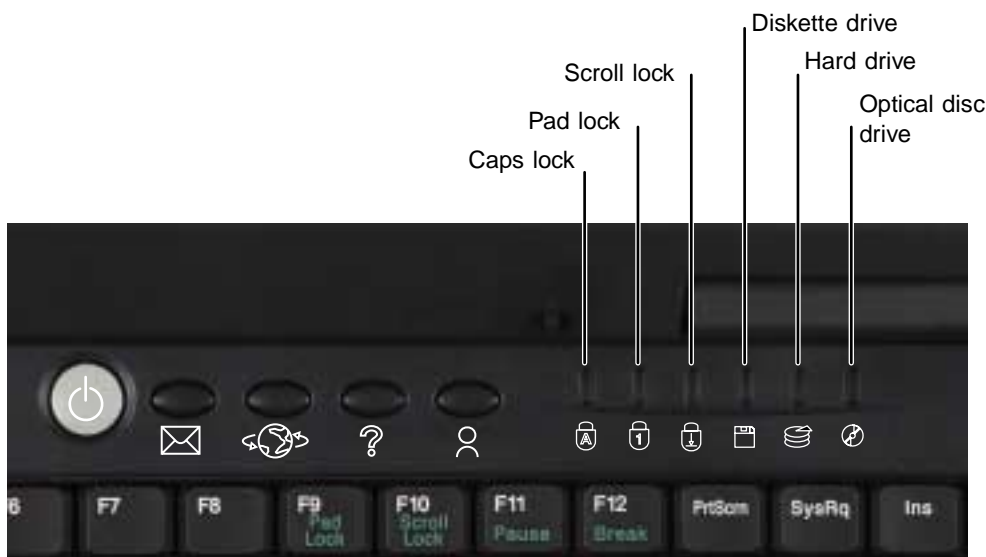 Diskette drive
Hard drive
Scroll lock
Optical disc
drive
Pad lock
Caps lock
A
1
F7
F8
F9
Pad
Lock
F10
Scroll
Lock
F11
Pause
F12
Break
PrtScrn
SysRq
Ins